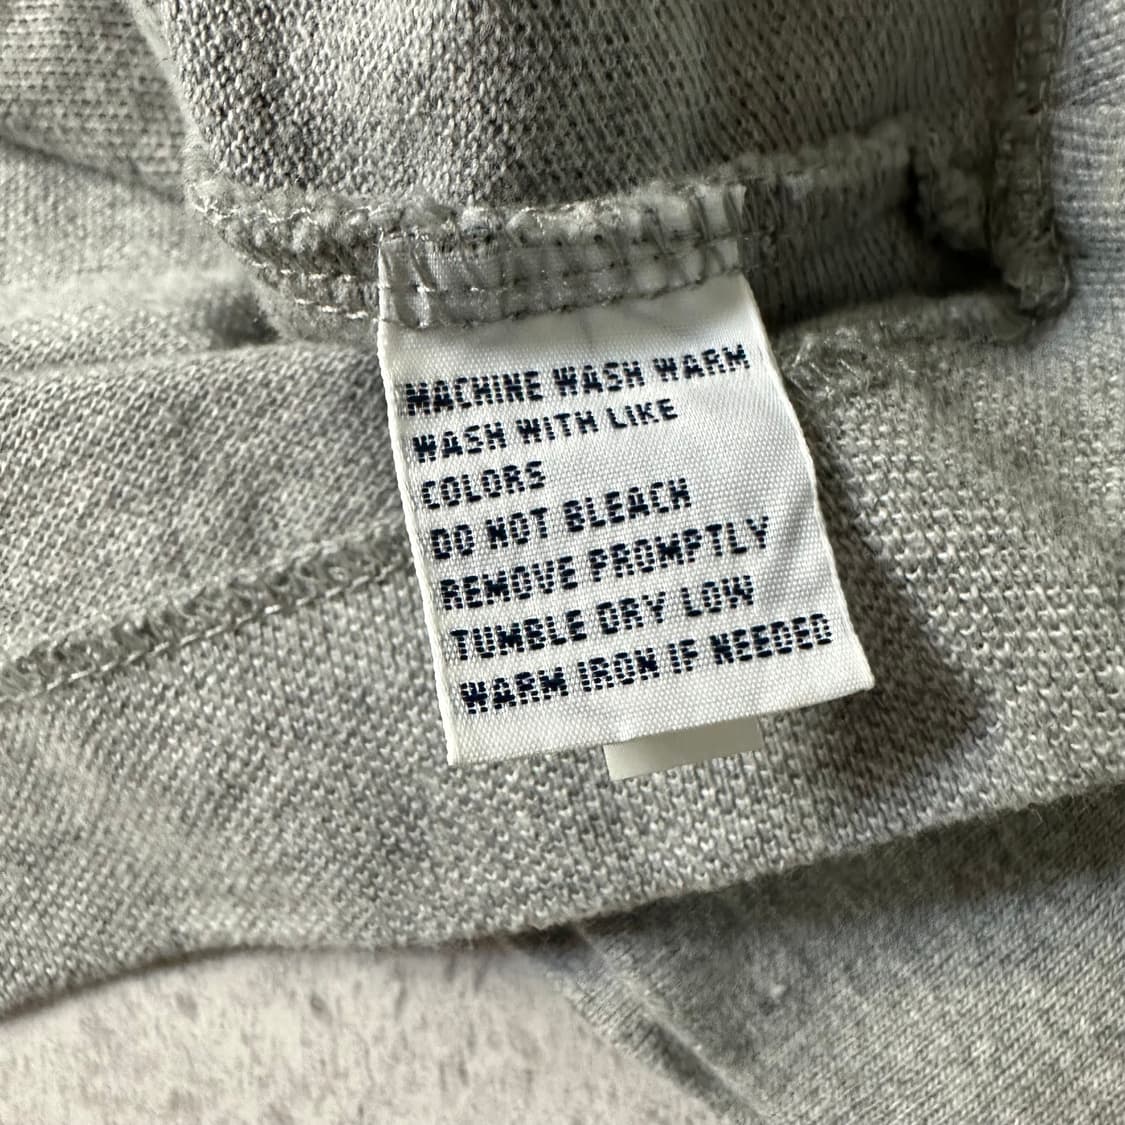 MACHINE WASH WARM
WASH WITH LIKE
COLORS
DO NOT BLEACH
REMOVE PROMPTLY
TUMBLE DRY LOW
WARM IRON IF NEEDED